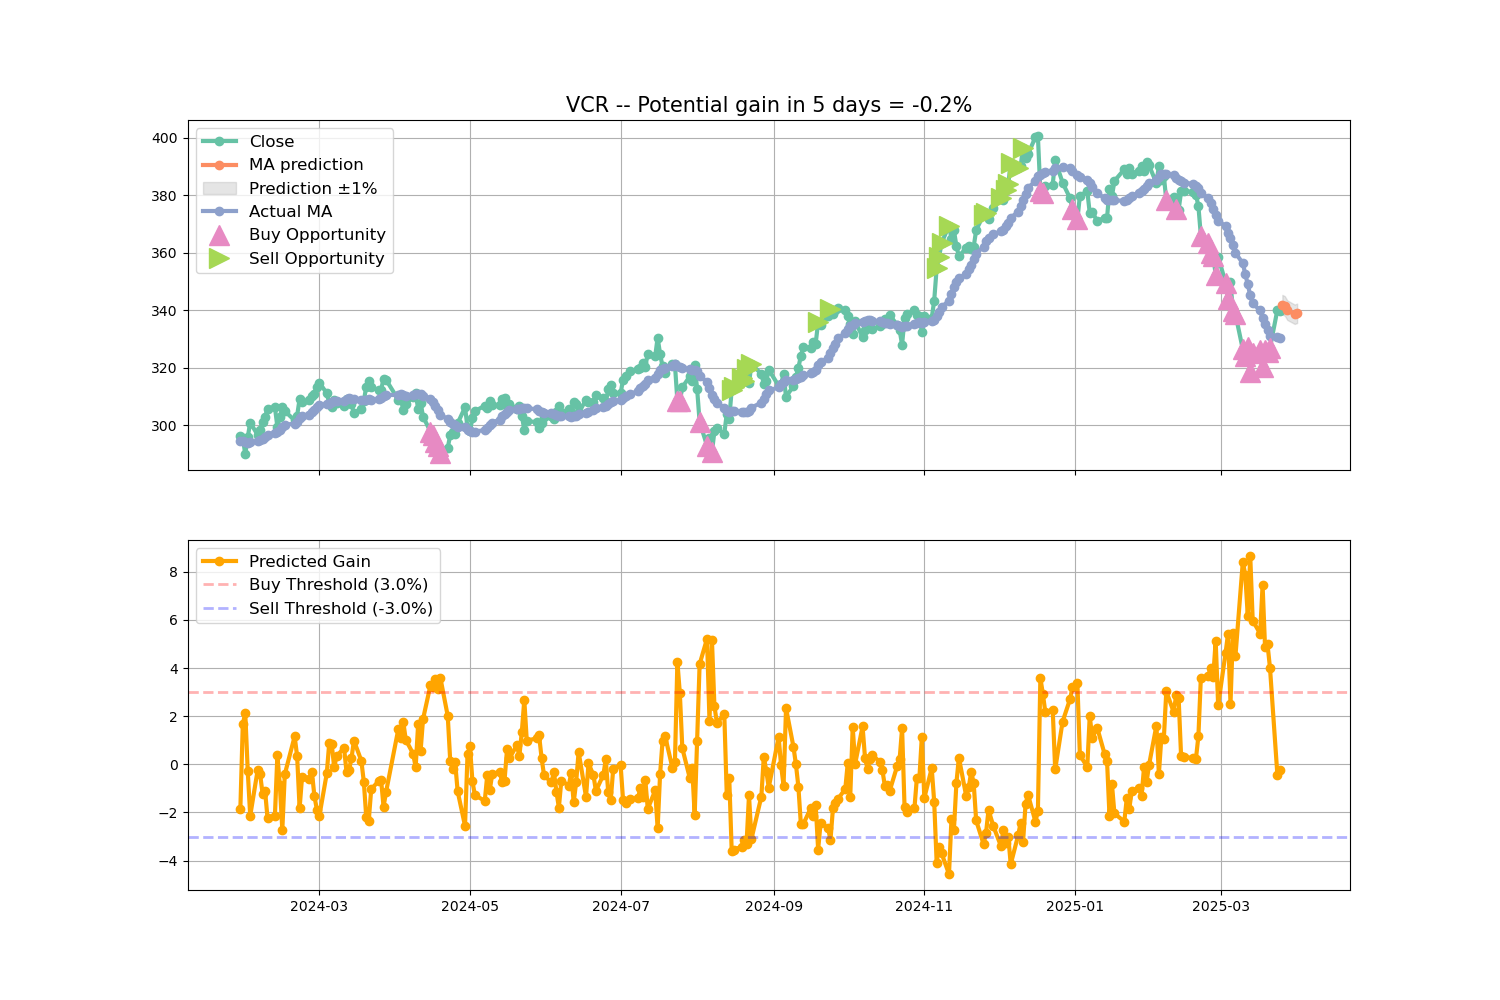 VCR -- Potential gain in 5 days = -0.2%
400
380
360
340
320
300
Close
MA prediction
Prediction ±1%
Actual MA
Buy Opportunity
Sell Opportunity
8
6
4
2
0
−2
−4
Predicted Gain
Buy Threshold (3.0%)
Sell Threshold (-3.0%)
2024-03 2024-05 2024-07 2024-09 2024-11 2025-01 2025-03